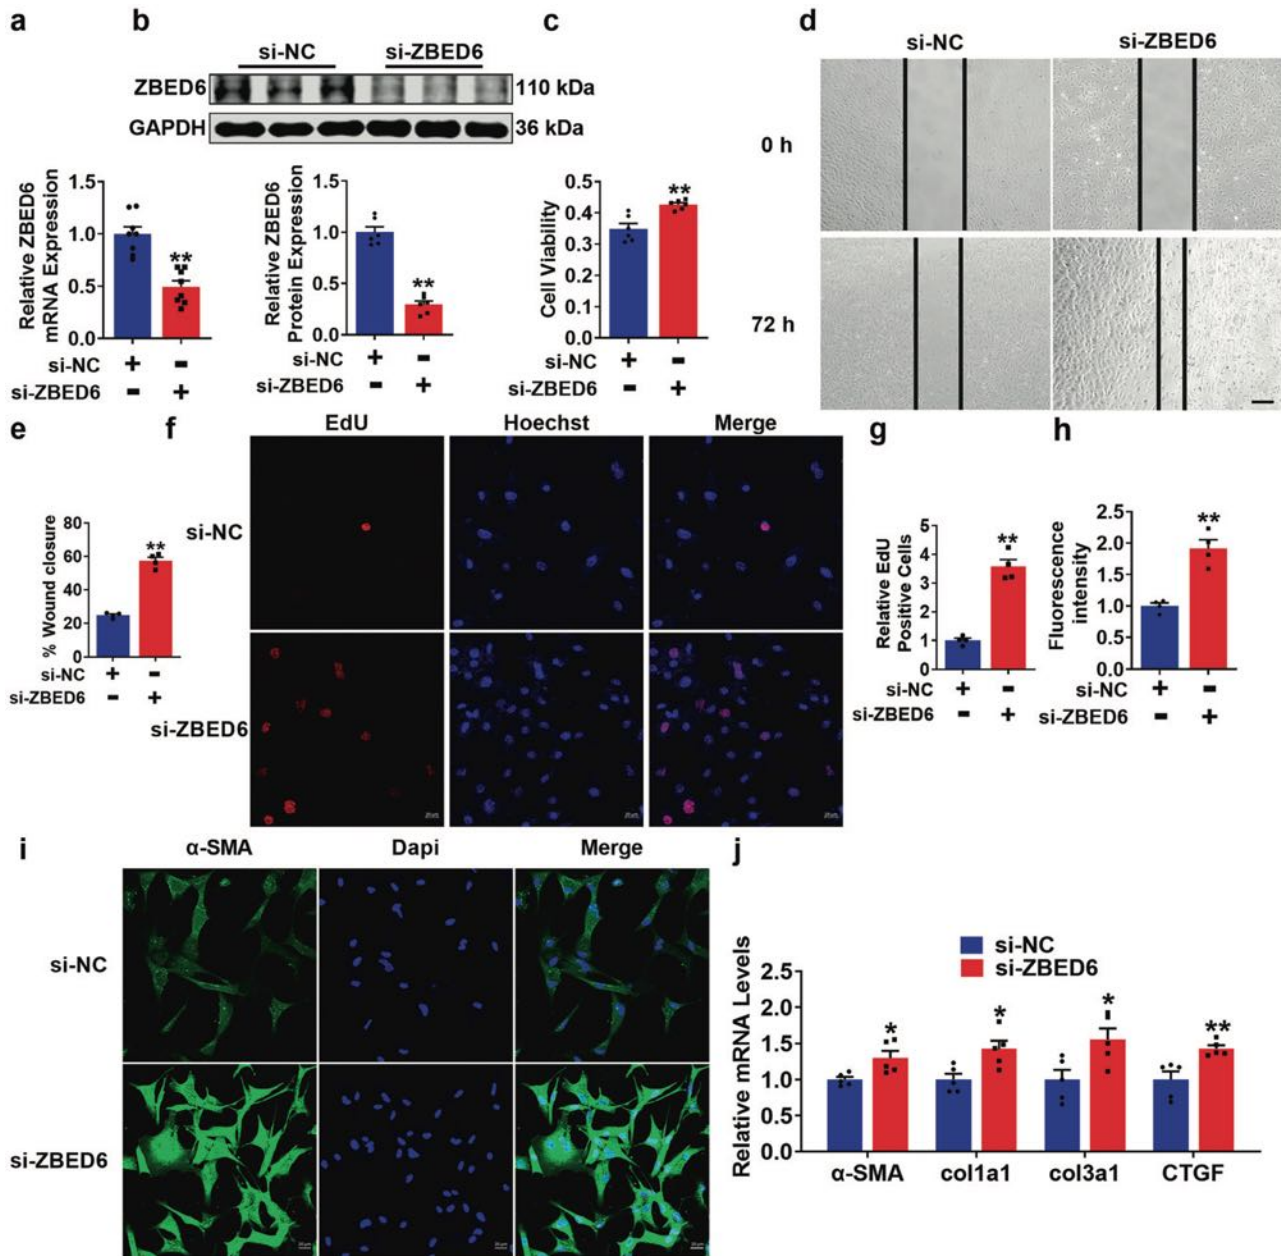 a
b
c
d
si-NC
si-ZBED6
ZBED6
110 kDa
GAPDH
36 kDa
Relative ZBED6
mRNA Expression
1.5
1.0
0.5
0.0
**
si-NC
+
-
si-ZBED6
-
+
Relative ZBED6
Protein Expression
1.5
1.0
0.5
0.0
**
si-NC
+
-
si-ZBED6
-
+
Cell Viability
0.5
0.4
0.3
0.2
0.1
0.0
**
si-NC
+
-
si-ZBED6
-
+
si-NC
si-ZBED6
0 h
72 h
e
f
g
h
% Wound closure
80
60
40
20
0
**
si-NC
+
-
si-ZBED6
-
+
EdU
Hoechst
Merge
si-NC
si-ZBED6
Relative EdU
Positive Cells
5
4
3
2
1
0
**
si-NC
+
-
si-ZBED6
-
+
Fluorescence
intensity
2.5
2.0
1.5
1.0
0.5
0.0
**
si-NC
+
-
si-ZBED6
-
+
i
α-SMA
Dapi
Merge
si-NC
si-ZBED6
j
si-NC
si-ZBED6
Relative mRNA Levels
2.5
2.0
1.5
1.0
0.5
0.0
*
*
*
**
α-SMA
col1a1
col3a1
CTGF